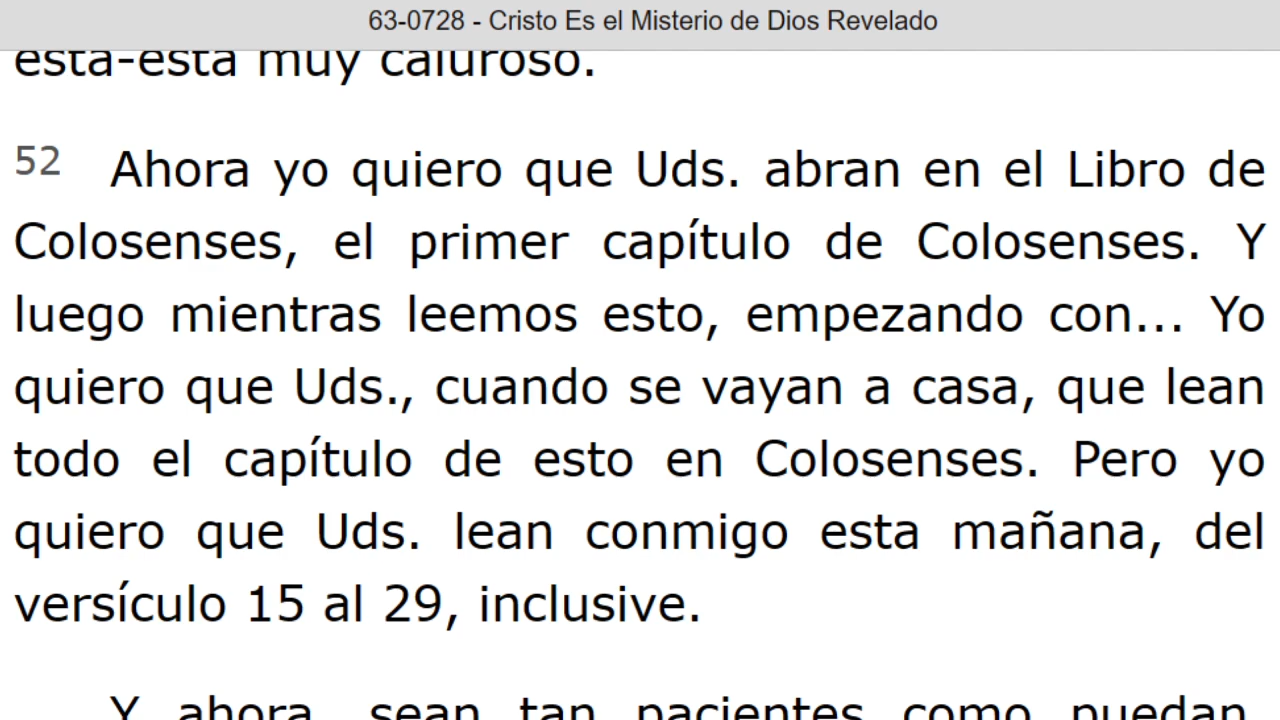 63-0728 - Cristo Es el Misterio de Dios Revelado
está-está muy caluroso.
52 Ahora yo quiero que Uds. abran en el Libro de
Colosenses, el primer capítulo de Colosenses. Y
luego mientras leemos esto, empezando con... Yo
quiero que Uds., cuando se vayan a casa, que lean
todo el capítulo de esto en Colosenses. Pero yo
quiero que Uds. lean conmigo esta mañana, del
versículo 15 al 29, inclusive.
Y ahora, sean tan pacientes como puedan,